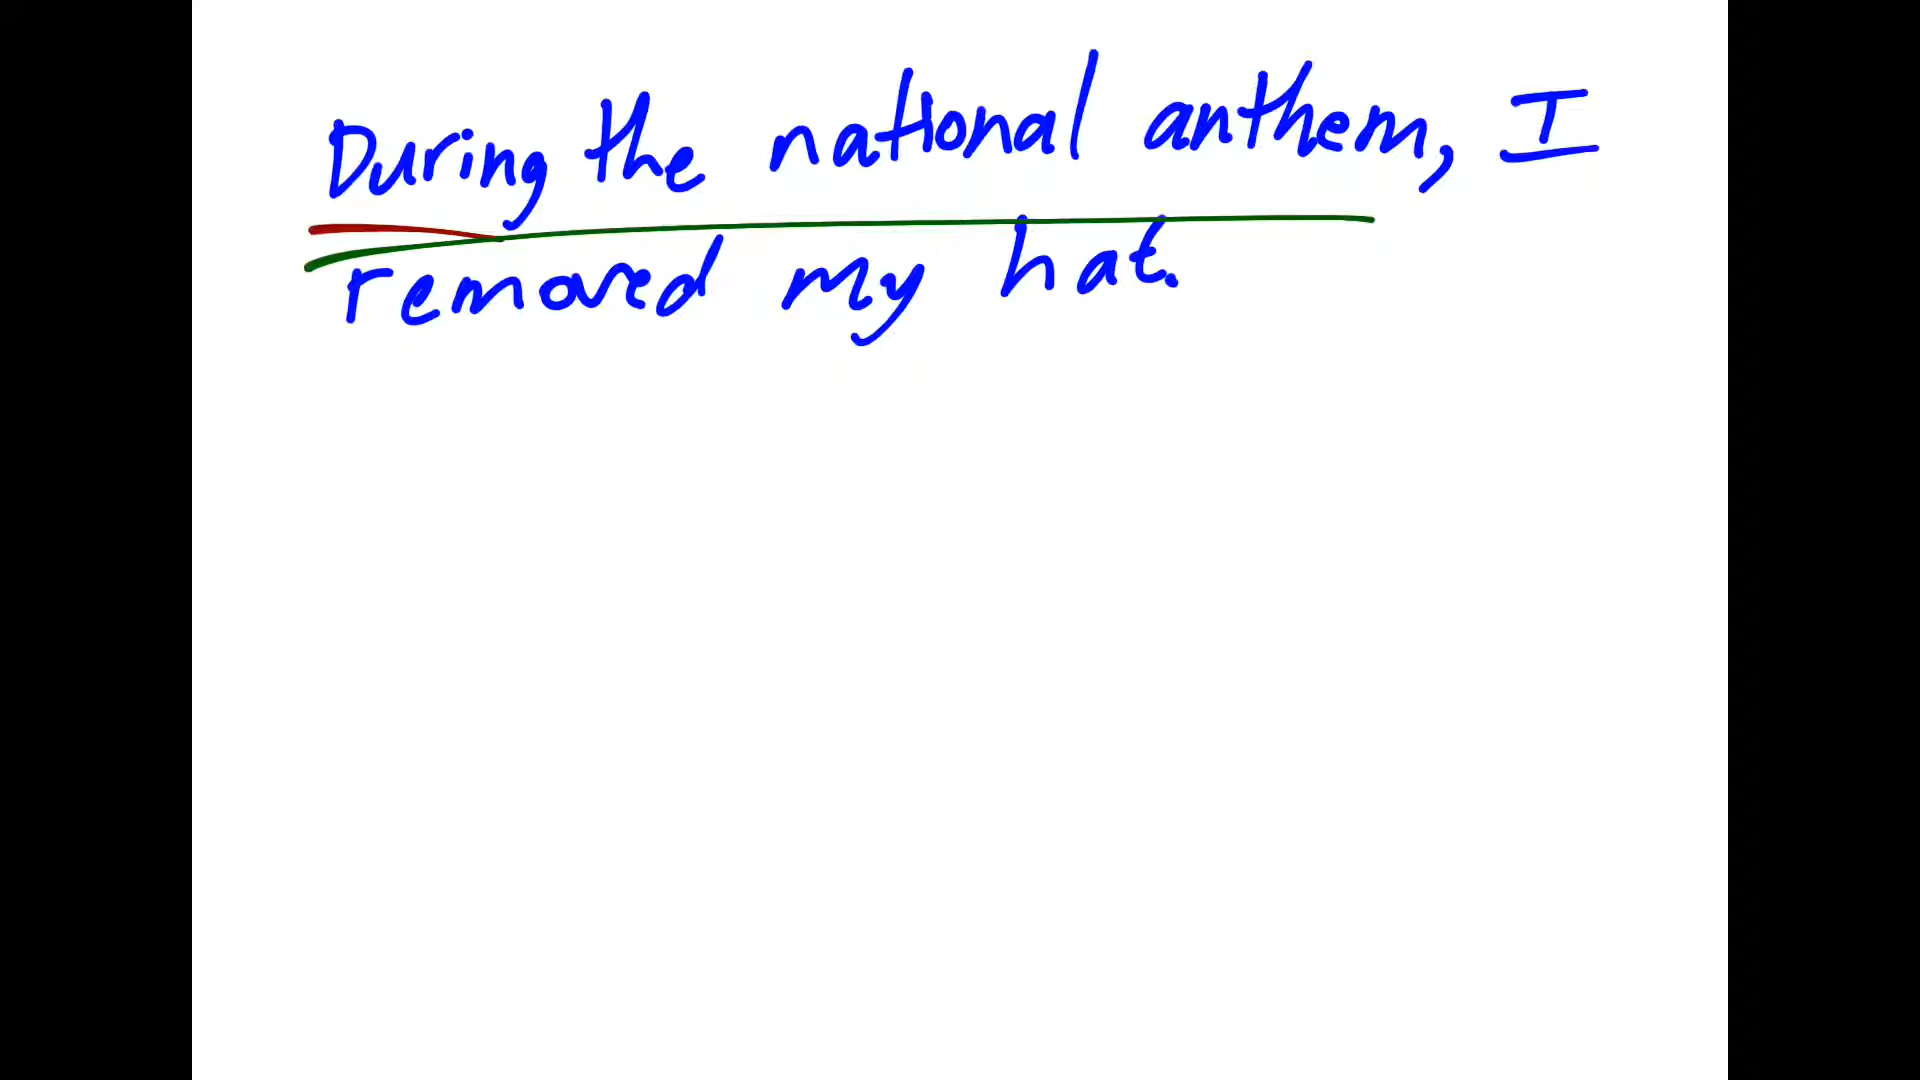 During the national anthem, I
removed my hat.